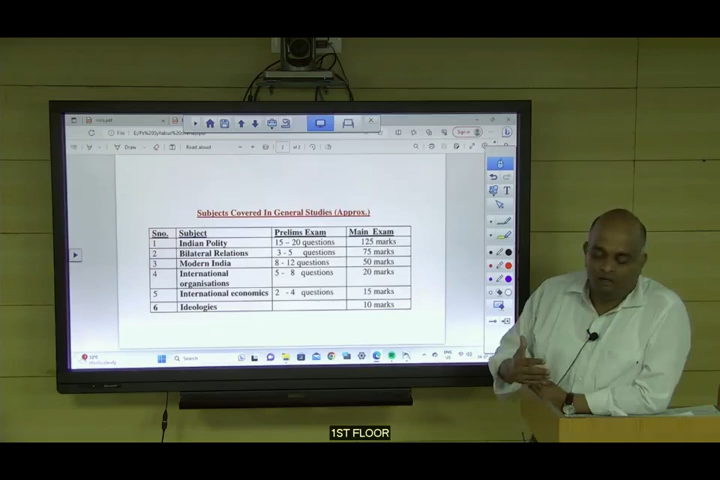 File
Draw
Read aloud
Sign in
Subjects Covered In General Studies (Approx.)
Sno. Subject Prelims Exam Main Exam
1 Indian Polity 15 – 20 questions 125 marks
2 Bilateral Relations 3 - 5 questions 75 marks
3 Modern India 8 - 12 questions 50 marks
4 International organisations 5 - 8 questions 20 marks
5 International economics 2 - 4 questions 15 marks
6 Ideologies 10 marks
T
Search
1ST FLOOR